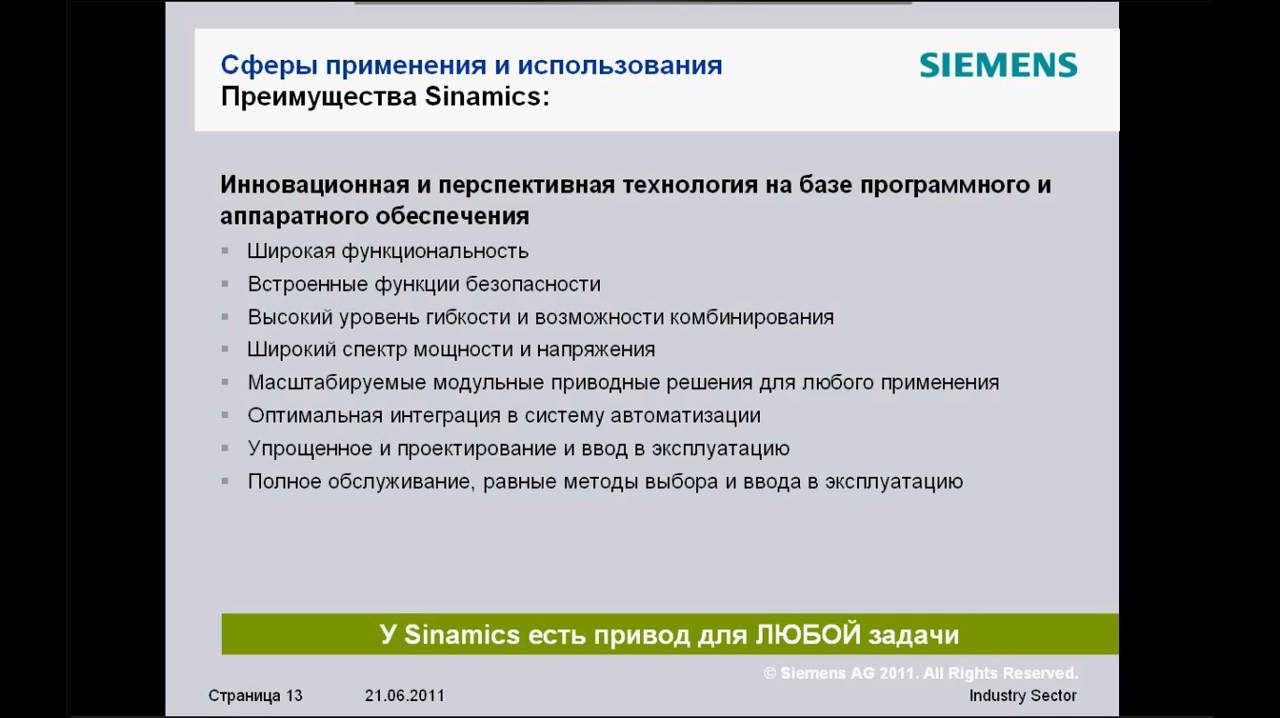 Сферы применения и использования
SIEMENS
Преимущества Sinamics:
Инновационная и перспективная технология на базе программного и
аппаратного обеспечения
Широкая функциональность
Встроенные функции безопасности
Высокий уровень гибкости и возможности комбинирования
Широкий спектр мощности и напряжения
Масштабируемые модульные приводные решения для любого применения
Оптимальная интеграция в систему автоматизации
Упрощенное и проектирование и ввод в эксплуатацию
Полное обслуживание, равные методы выбора и ввода в эксплуатацию
У Sinamics есть привод для ЛЮБОЙ задачи
© Siemens AG 2011. All Rights Reserved.
Страница 13 21.06.2011 Industry Sector